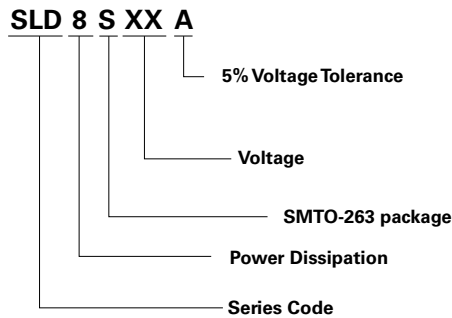 SLD 8 S XX A
5% Voltage Tolerance
Voltage
SMTO-263 package
Power Dissipation
Series Code